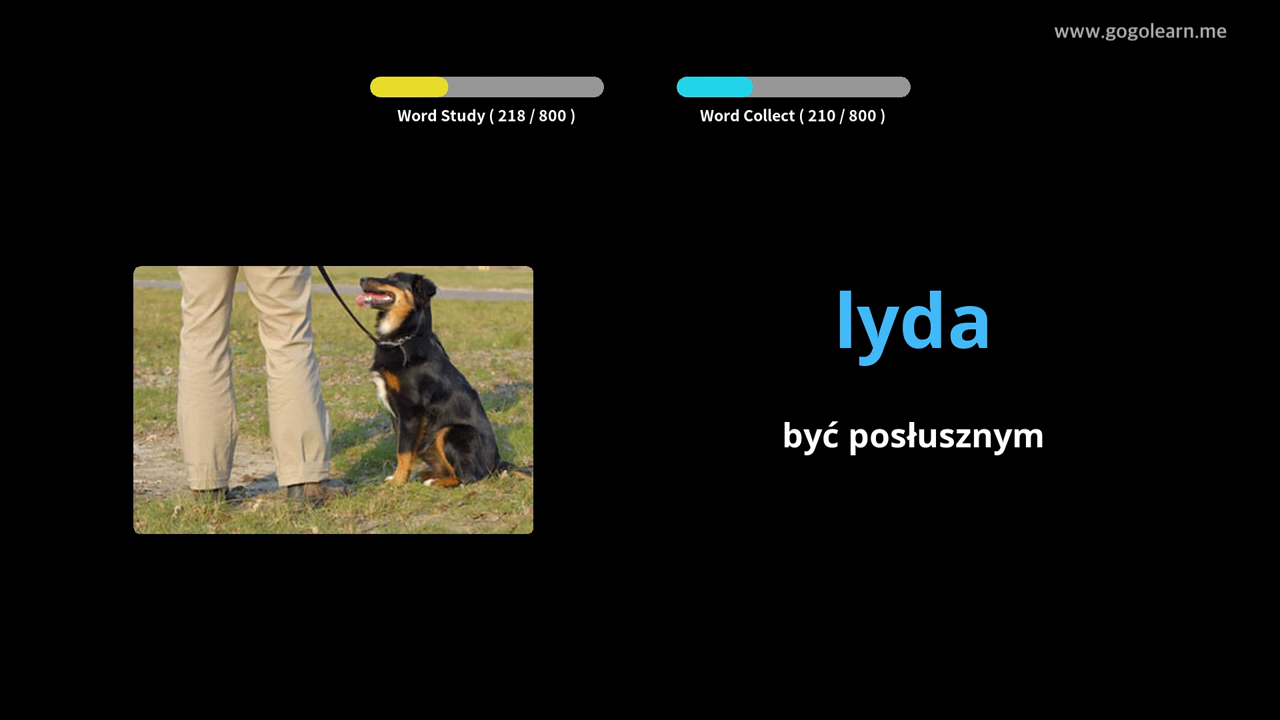 www.gogolearn.me
Word Study ( 218 / 800 )
Word Collect ( 210 / 800 )
lyda
być posłusznym